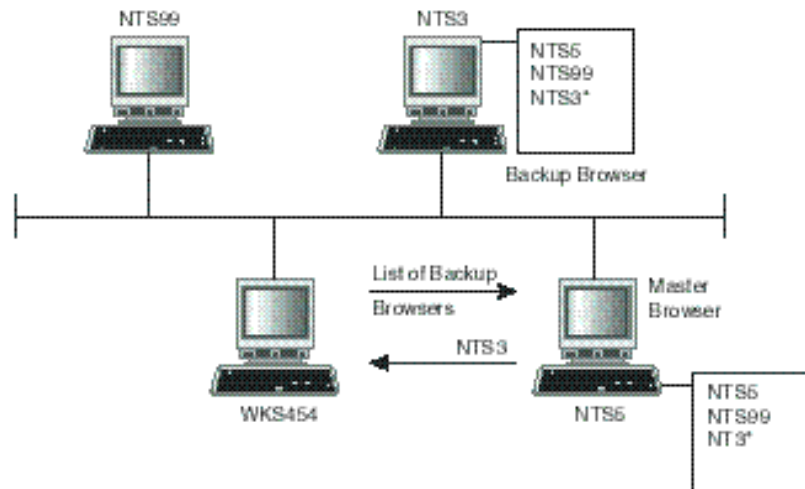 NTS99
NTS3
NTS5
NTS99
NTS3*
Backup Browser
List of Backup
Browsers
Master
Browser
NTS3
WKS454
NTS5
NTS5
NTS99
NT3*